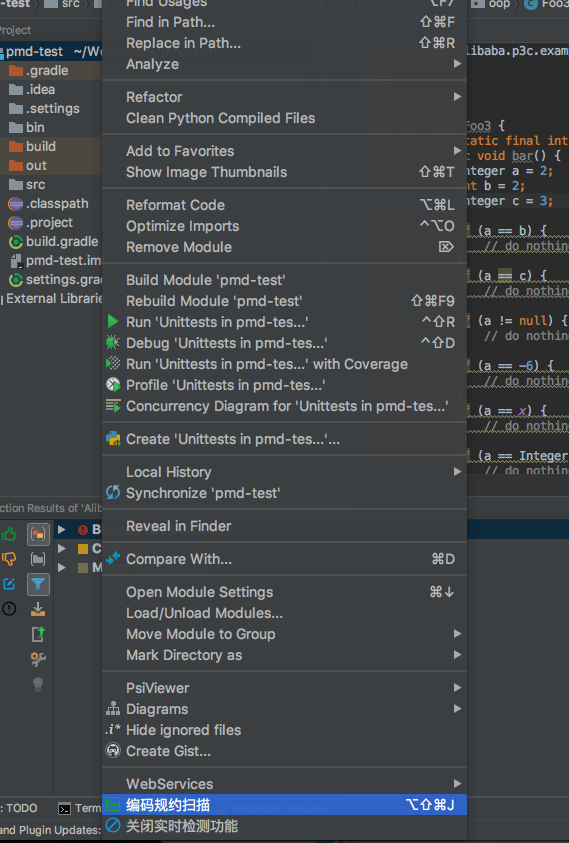 -test src oop Foo3
Find Usages ⌥F7
Find in Path... ⇧⌘F
Replace in Path... ⇧⌘R
Analyze
Refactor
Clean Python Compiled Files
Add to Favorites
Show Image Thumbnails ⇧⌘T
Reformat Code ⌥⌘L
Optimize Imports ⌃⌥O
Remove Module ⌦
Build Module 'pmd-test'
Rebuild Module 'pmd-test' ⇧⌘F9
Run 'Unittests in pmd-tes...' ⌃⇧R
Debug 'Unittests in pmd-tes...' ⌃⇧D
Run 'Unittests in pmd-tes...' with Coverage
Profile 'Unittests in pmd-tes...'
Concurrency Diagram for 'Unittests in pmd-tes...'
Create 'Unittests in pmd-tes...'...
Local History
Synchronize 'pmd-test'
Reveal in Finder
Compare With... ⌘D
Open Module Settings ⌘↓
Load/Unload Modules...
Move Module to Group
Mark Directory as
PsiViewer
Diagrams
.i* Hide ignored files
Create Gist...
WebServices
编码规约扫描 ⌥⇧⌘J
关闭实时检测功能
Project
pmd-test ~/W
.gradle
.idea
.settings
bin
build
out
src
.classpath
.project
build.gradle
pmd-test.im
settings.gra
External Librarie
libaba.p3c.exam
Foo3 {
tatic final int
c void bar() {
nteger a = 2;
nt b = 2;
nteger c = 3;
f (a == b) {
// do nothing
f (a == c) {
// do nothing
f (a != null) {
// do nothing
f (a == -6) {
// do nothing
f (a == x) {
// do nothing
f (a == Integer
// do nothing
ction Results of 'Alib
B
C
M
: TODO Term
and Plugin Updates: